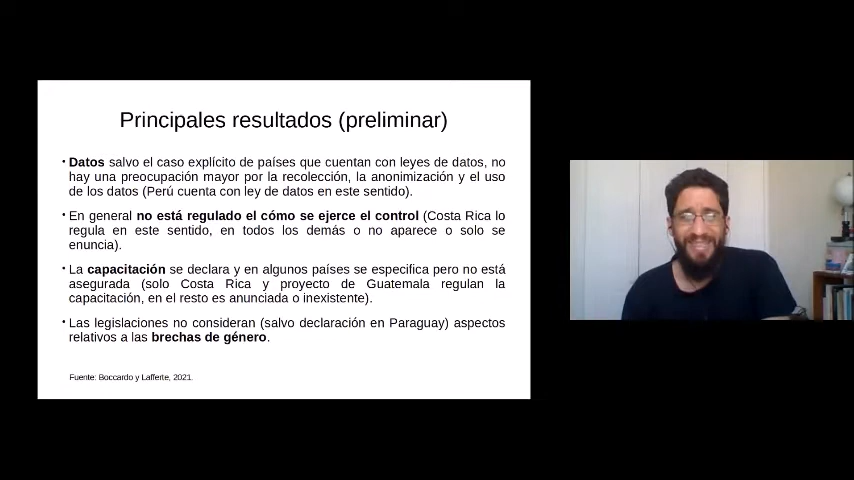 Principales resultados (preliminar)
• Datos salvo el caso explícito de países que cuentan con leyes de datos, no
hay una preocupación mayor por la recolección, la anonimización y el uso
de los datos (Perú cuenta con ley de datos en este sentido).
• En general no está regulado el cómo se ejerce el control (Costa Rica lo
regula en este sentido, en todos los demás o no aparece o solo se
enuncia).
• La capacitación se declara y en algunos países se especifica pero no está
asegurada (solo Costa Rica y proyecto de Guatemala regulan la
capacitación, en el resto es anunciada o inexistente).
• Las legislaciones no consideran (salvo declaración en Paraguay) aspectos
relativos a las brechas de género.
Fuente: Boccardo y Lafferte, 2021.